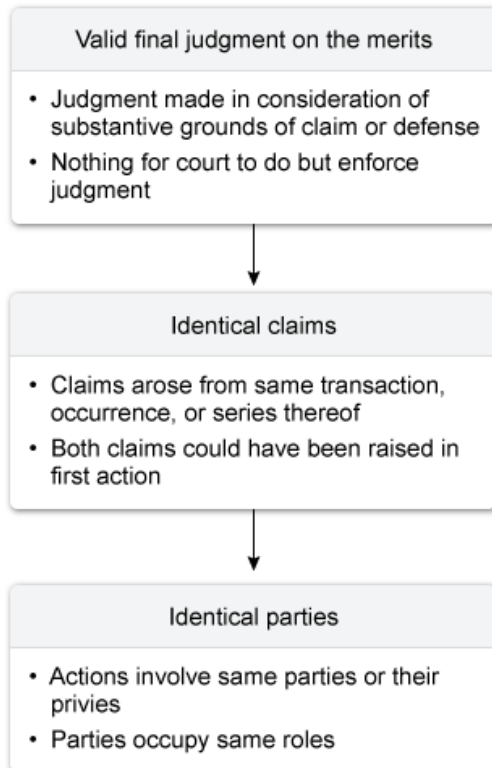 Valid final judgment on the merits
• Judgment made in consideration of
substantive grounds of claim or defense
• Nothing for court to do but enforce
judgment
Identical claims
• Claims arose from same transaction,
occurrence, or series thereof
• Both claims could have been raised in
first action
Identical parties
• Actions involve same parties or their
privies
• Parties occupy same roles